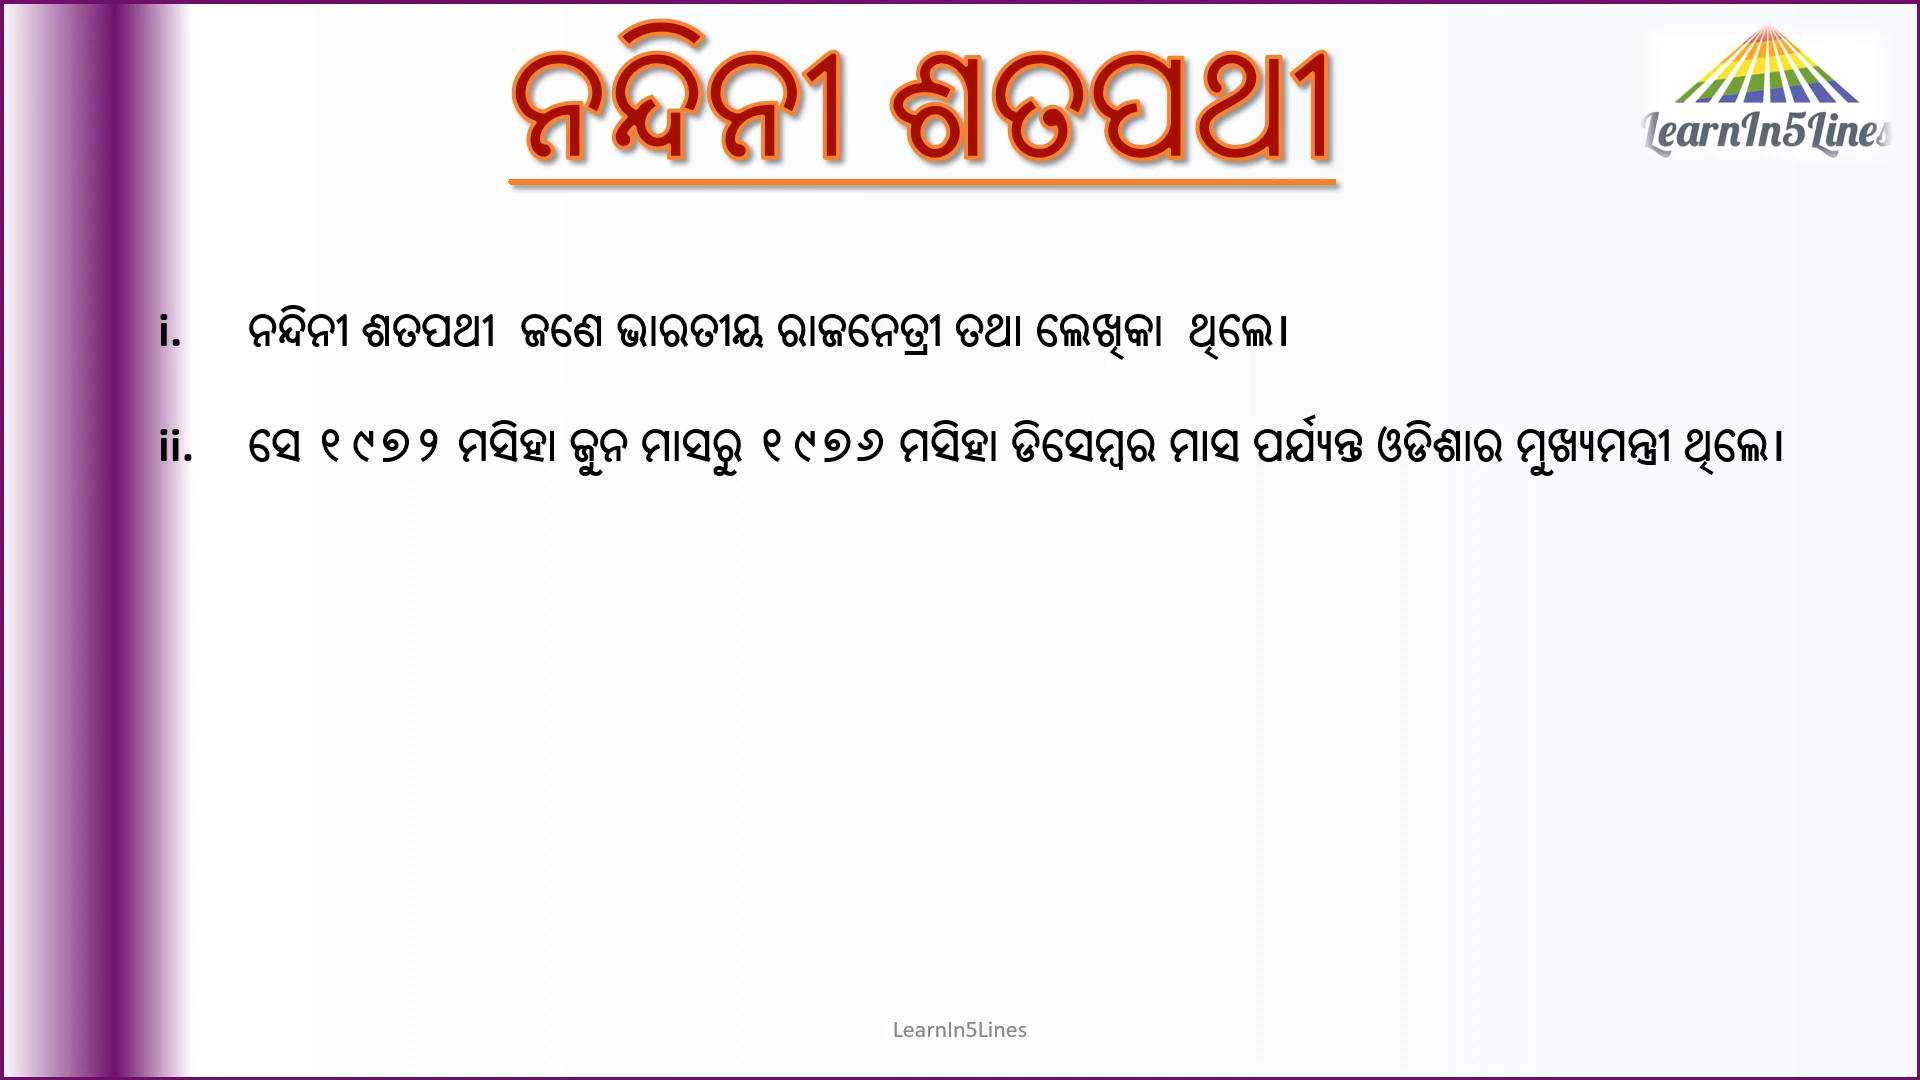 ନନ୍ଦିନୀ ଶତପଥୀ
LearnIn5Lines
i. ନନ୍ଦିନୀ ଶତପଥୀ ଜଣେ ଭାରତୀୟ ରାଜନେତ୍ରୀ ତଥା ଲେଖିକା ଥିଲେ।
ii. ସେ ୧୯୭୨ ମସିହା ଜୁନ ମାସରୁ ୧୯୭୬ ମସିହା ଡିସେମ୍ବର ମାସ ପର୍ଯ୍ୟନ୍ତ ଓଡିଶାର ମୁଖ୍ୟମନ୍ତ୍ରୀ ଥିଲେ।
LearnIn5Lines